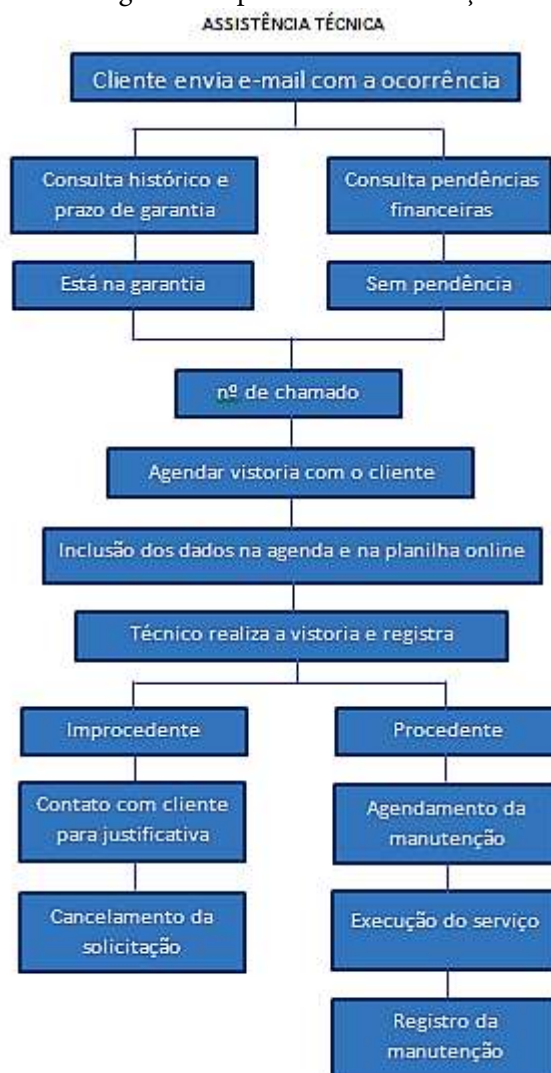 ASSISTÊNCIA TÉCNICA
Cliente envia e-mail com a ocorrência
Consulta histórico e
prazo de garantia
Consulta pendências
financeiras
Está na garantia
Sem pendência
nº de chamado
Agendar vistoria com o cliente
Inclusão dos dados na agenda e na planilha online
Técnico realiza a vistoria e registra
Improcedente
Procedente
Contato com cliente
para justificativa
Agendamento da
manutenção
Cancelamento da
solicitação
Execução do serviço
Registro da
manutenção